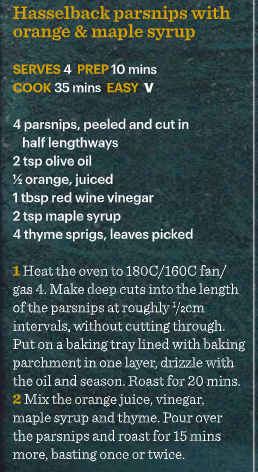 Hasselback parsnips with
orange & maple syrup
SERVES 4 PREP 10 mins
COOK 35 mins EASY V
4 parsnips, peeled and cut in
half lengthways
2 tsp olive oil
½ orange, juiced
1 tbsp red wine vinegar
2 tsp maple syrup
4 thyme sprigs, leaves picked
1 Heat the oven to 180C/160C fan/
gas 4. Make deep cuts into the length
of the parsnips at roughly ½cm
intervals, without cutting through.
Put on a baking tray lined with baking
parchment in one layer, drizzle with
the oil and season. Roast for 20 mins.
2 Mix the orange juice, vinegar,
maple syrup and thyme. Pour over
the parsnips and roast for 15 mins
more, basting once or twice.